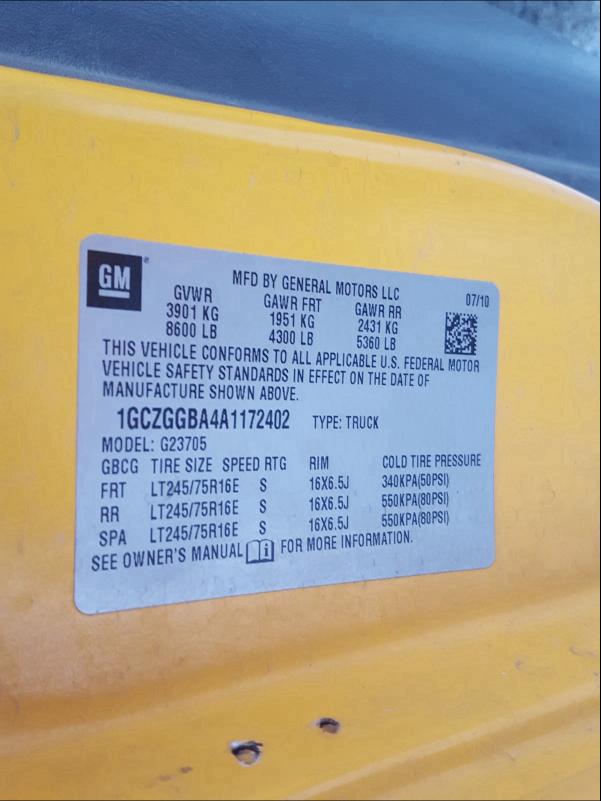 GM
MFD BY GENERAL MOTORS LLC 07/10
GVWR GAWR FRT GAWR RR
3901 KG 1951 KG 2431 KG
8600 LB 4300 LB 5360 LB
THIS VEHICLE CONFORMS TO ALL APPLICABLE U.S. FEDERAL MOTOR
VEHICLE SAFETY STANDARDS IN EFFECT ON THE DATE OF
MANUFACTURE SHOWN ABOVE.
1GCZGGBA4A1172402 TYPE: TRUCK
MODEL: G23705
GBCG TIRE SIZE SPEED RTG RIM COLD TIRE PRESSURE
FRT LT245/75R16E S 16X6.5J 340KPA(50PSI)
RR LT245/75R16E S 16X6.5J 550KPA(80PSI)
SPA LT245/75R16E S 16X6.5J 550KPA(80PSI)
SEE OWNER'S MANUAL FOR MORE INFORMATION.